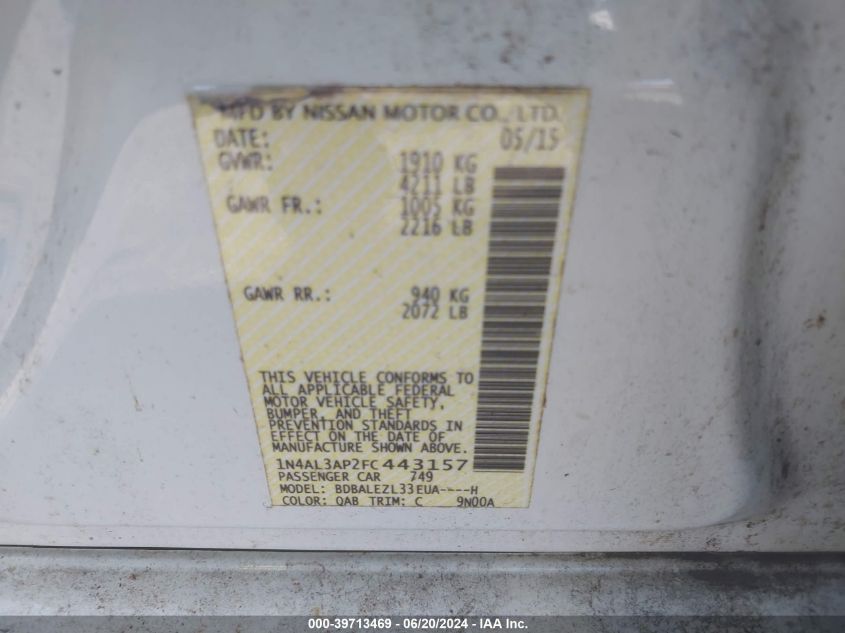 MFD BY NISSAN MOTOR CO., LTD.
DATE: 05/15
GVWR: 1910 KG
4211 LB
GAWR FR.: 1005 KG
2216 LB
GAWR RR.: 940 KG
2072 LB
THIS VEHICLE CONFORMS TO
ALL APPLICABLE FEDERAL
MOTOR VEHICLE SAFETY,
BUMPER, AND THEFT
PREVENTION STANDARDS IN
EFFECT ON THE DATE OF
MANUFACTURE SHOWN ABOVE.
1N4AL3AP2FC443157
PASSENGER CAR 749
MODEL: BDBALEZL33EUA----H
COLOR: QAB TRIM: C 9N00A
000-39713469 - 06/20/2024 - IAA Inc.